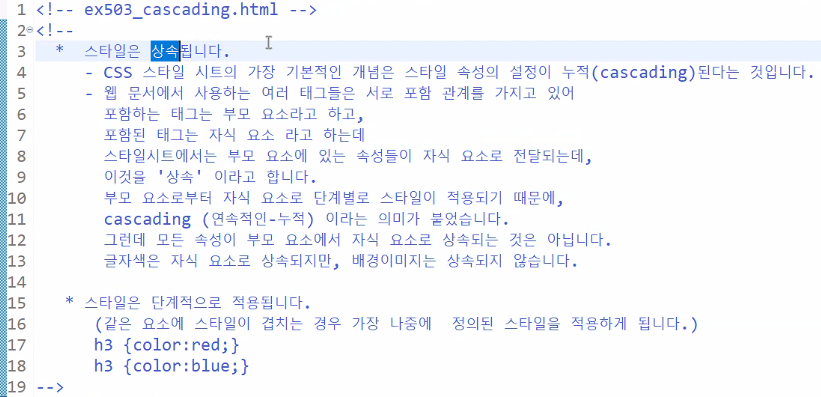 1 <!-- ex503_cascading.html -->
2 <!--
3 * 스타일은 상속됩니다.
4 - CSS 스타일 시트의 가장 기본적인 개념은 스타일 속성의 설정이 누적(cascading)된다는 것입니다.
5 - 웹 문서에서 사용하는 여러 태그들은 서로 포함 관계를 가지고 있어
6 포함하는 태그는 부모 요소라고 하고,
7 포함된 태그는 자식 요소 라고 하는데
8 스타일시트에서는 부모 요소에 있는 속성들이 자식 요소로 전달되는데,
9 이것을 '상속' 이라고 합니다.
10 부모 요소로부터 자식 요소로 단계별로 스타일이 적용되기 때문에,
11 cascading (연속적인-누적) 이라는 의미가 붙었습니다.
12 그런데 모든 속성이 부모 요소에서 자식 요소로 상속되는 것은 아닙니다.
13 글자색은 자식 요소로 상속되지만, 배경이미지는 상속되지 않습니다.
14
15 * 스타일은 단계적으로 적용됩니다.
16 (같은 요소에 스타일이 겹치는 경우 가장 나중에 정의된 스타일을 적용하게 됩니다.)
17 h3 {color:red;}
18 h3 {color:blue;}
19 -->